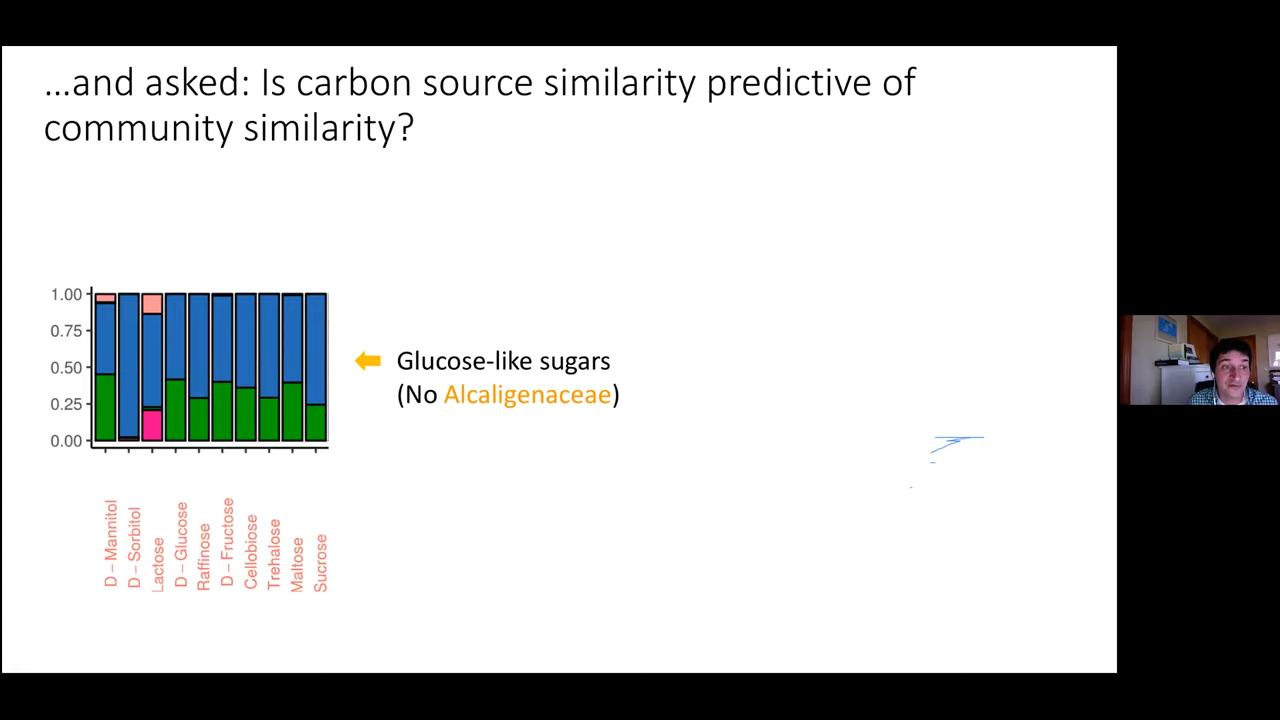 ...and asked: Is carbon source similarity predictive of
community similarity?
1.00
0.75
0.50
0.25
0.00
Glucose-like sugars
(No Alcaligenaceae)
D – Mannitol
D – Sorbitol
Lactose
D – Glucose
Raffinose
D – Fructose
Cellobiose
Trehalose
Maltose
Sucrose